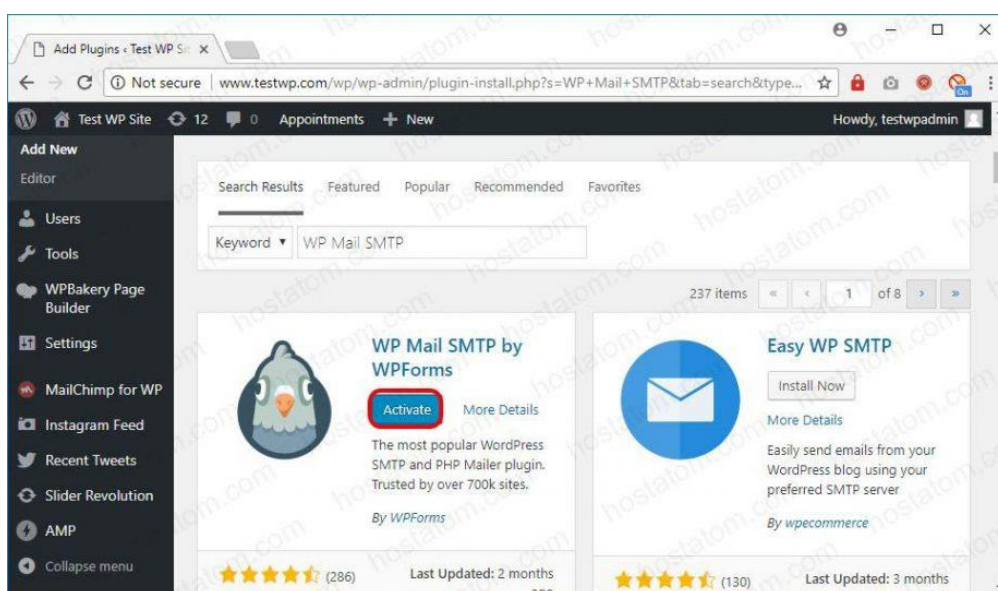 Add Plugins ‹ Test WP Sit
Not secure
www.testwp.com/wp/wp-admin/plugin-install.php?s=WP+Mail+SMTP&tab=search&type...
On
Test WP Site 12 0 Appointments + New
Howdy, testwpadmin
Add New
Editor
Users
Tools
WPBakery Page
Builder
Settings
MailChimp for WP
Instagram Feed
Recent Tweets
Slider Revolution
AMP
Collapse menu
Search Results Featured Popular Recommended Favorites
Keyword ▾ WP Mail SMTP
237 items « ‹ 1 of 8 › »
WP Mail SMTP by
WPForms
Activate More Details
The most popular WordPress
SMTP and PHP Mailer plugin.
Trusted by over 700k sites.
By WPForms
(286)
Last Updated: 2 months
Easy WP SMTP
Install Now
More Details
Easily send emails from your
WordPress blog using your
preferred SMTP server
By wpecommerce
(130)
Last Updated: 3 months
hostatom.com